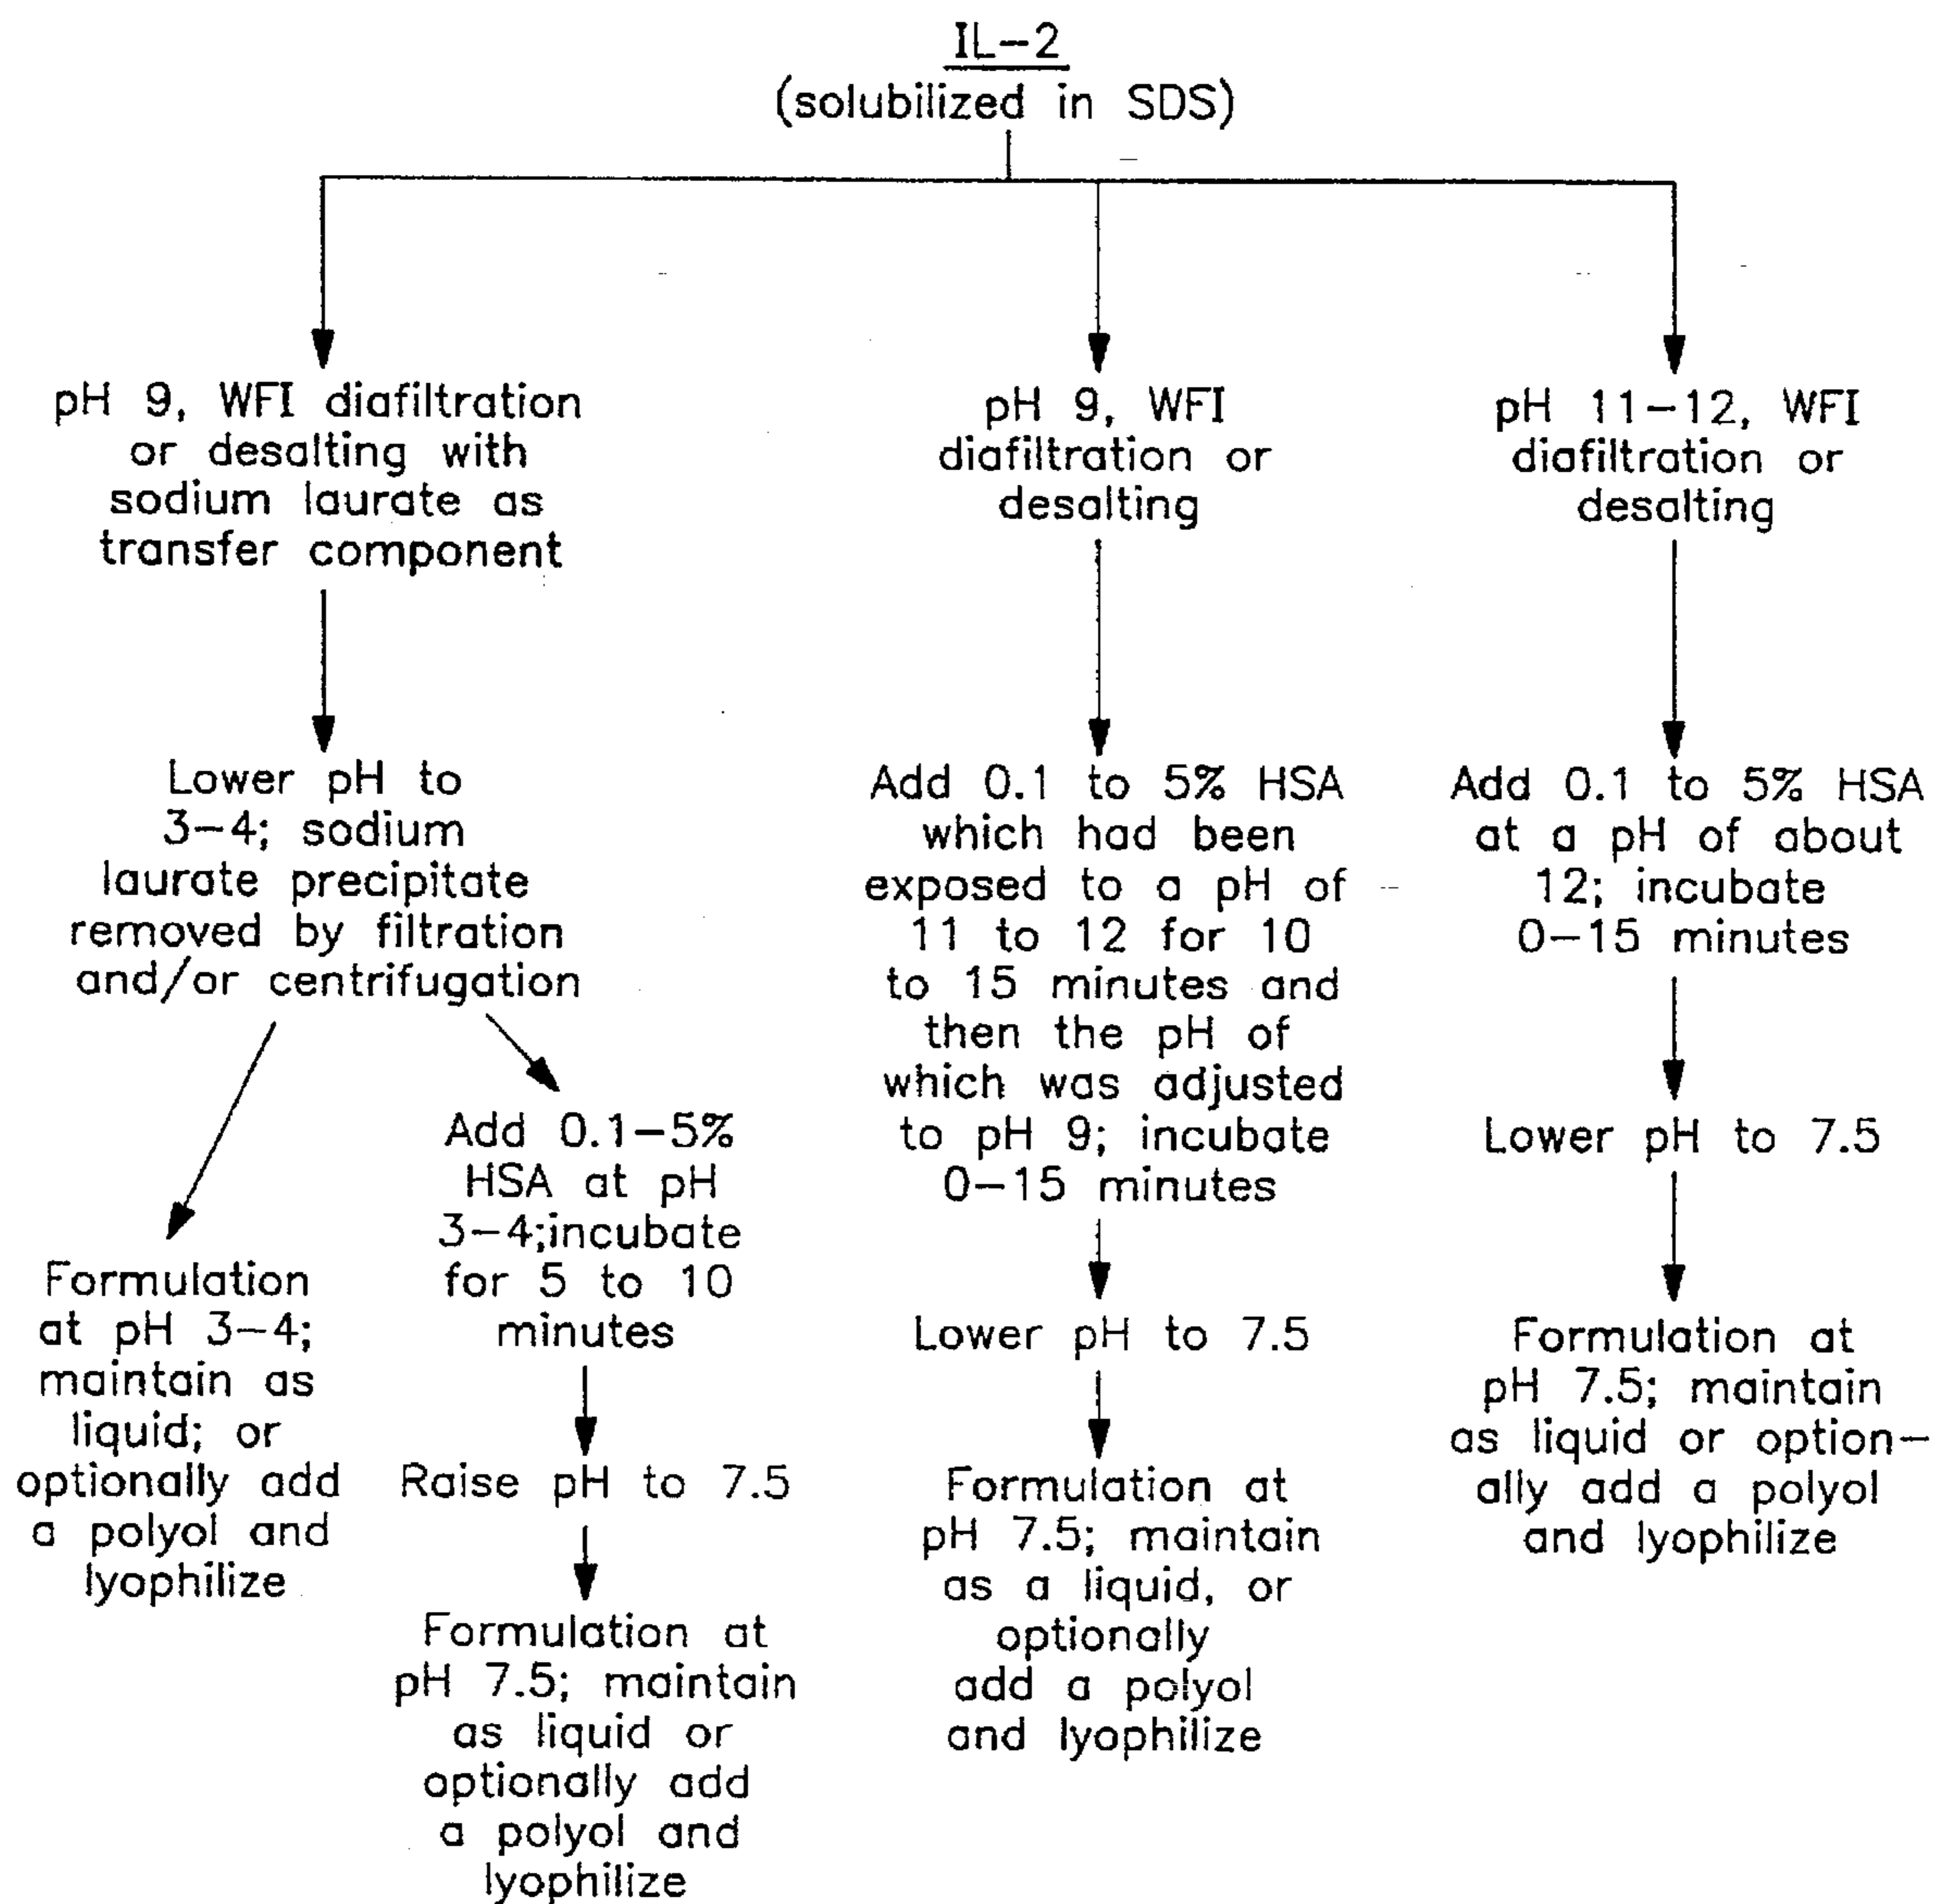 IL-2
(solubilized in SDS)
pH 9, WFI diafiltration
or desalting with
sodium laurate as
transfer component
Lower pH to
3-4; sodium
laurate precipitate
removed by filtration
and/or centrifugation
Formulation
at pH 3-4;
maintain as
liquid; or
optionally add
a polyol and
lyophilize
Add 0.1-5%
HSA at pH
3-4;incubate
for 5 to 10
minutes
Raise pH to 7.5
Formulation at
pH 7.5; maintain
as liquid or
optionally add
a polyol and
lyophilize
pH 9, WFI
diafiltration or
desalting
Add 0.1 to 5% HSA
which had been
exposed to a pH of
11 to 12 for 10
to 15 minutes and
then the pH of
which was adjusted
to pH 9; incubate
0-15 minutes
Lower pH to 7.5
Formulation at
pH 7.5; maintain
as a liquid, or
optionally
add a polyol
and lyophilize
pH 11-12, WFI
diafiltration or
desalting
Add 0.1 to 5% HSA
at a pH of about
12; incubate
0-15 minutes
Lower pH to 7.5
Formulation at
pH 7.5; maintain
as liquid or option-
ally add a polyol
and lyophilize